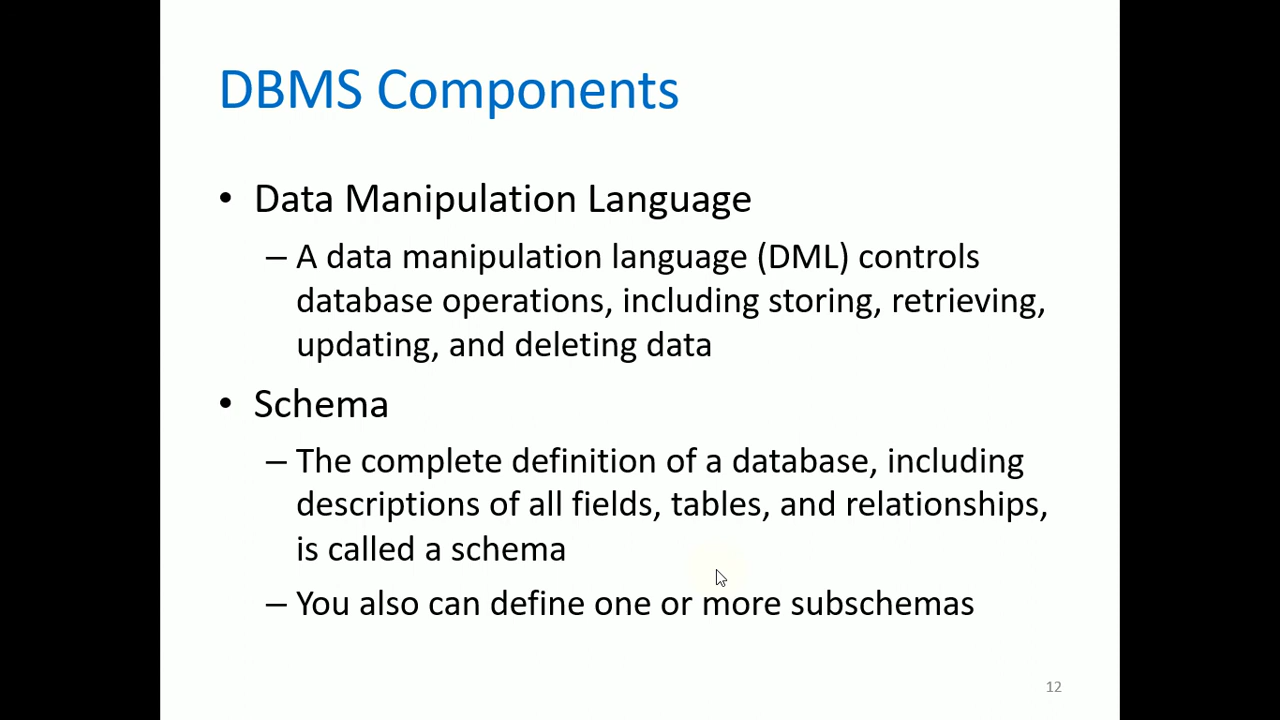 DBMS Components
• Data Manipulation Language
– A data manipulation language (DML) controls
database operations, including storing, retrieving,
updating, and deleting data
• Schema
– The complete definition of a database, including
descriptions of all fields, tables, and relationships,
is called a schema
– You also can define one or more subschemas
12